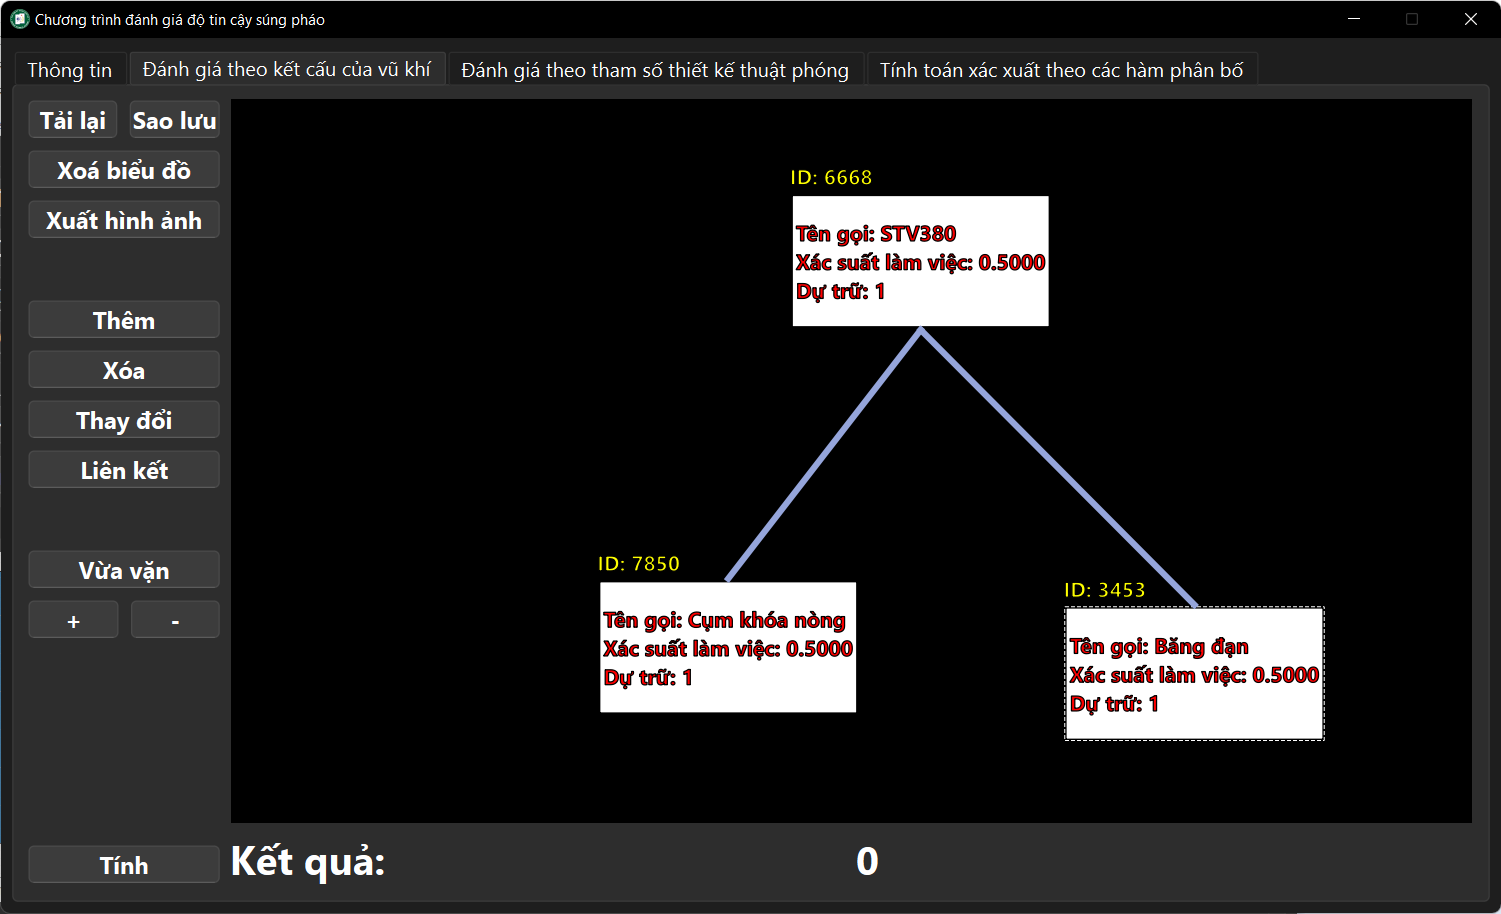 Chương trình đánh giá độ tin cậy súng pháo
Thông tin
Đánh giá theo kết cấu của vũ khí
Đánh giá theo tham số thiết kế thuật phóng
Tính toán xác xuất theo các hàm phân bố
Tải lại
Sao lưu
Xoá biểu đồ
Xuất hình ảnh
Thêm
Xóa
Thay đổi
Liên kết
Vừa vặn
+
-
Tính
ID: 6668
Tên gọi: STV380
Xác suất làm việc: 0.5000
Dự trữ: 1
ID: 7850
Tên gọi: Cụm khóa nòng
Xác suất làm việc: 0.5000
Dự trữ: 1
ID: 3453
Tên gọi: Băng đạn
Xác suất làm việc: 0.5000
Dự trữ: 1
Kết quả:
0